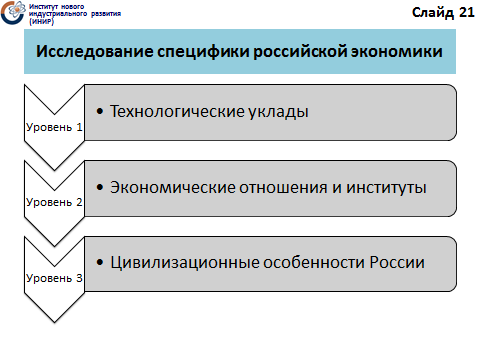 Институт нового
индустриального развития
(ИНИР)
Слайд 21
Исследование специфики российской экономики
Уровень 1
• Технологические уклады
Уровень 2
• Экономические отношения и институты
Уровень 3
• Цивилизационные особенности России